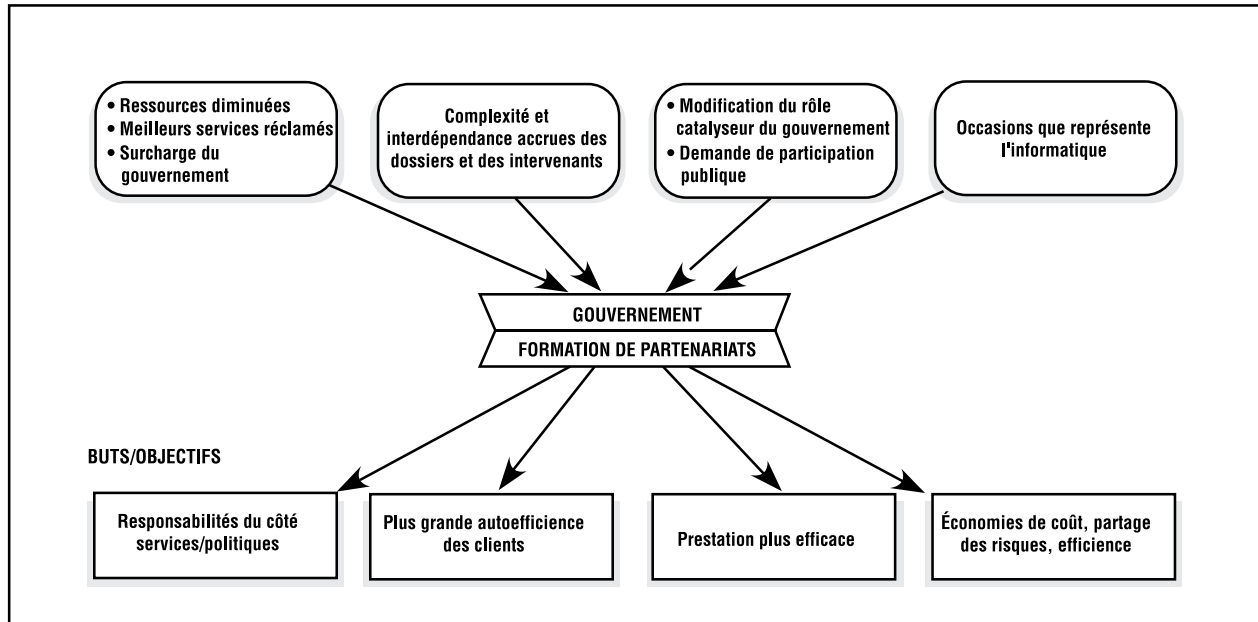 • Ressources diminuées
• Meilleurs services réclamés
• Surcharge du
gouvernement
Complexité et
interdépendance accrues des
dossiers et des intervenants
• Modification du rôle
catalyseur du gouvernement
• Demande de participation
publique
Occasions que représente
l'informatique
GOUVERNEMENT
FORMATION DE PARTENARIATS
BUTS/OBJECTIFS
Responsabilités du côté
services/politiques
Plus grande autoefficience
des clients
Prestation plus efficace
Économies de coût, partage
des risques, efficience